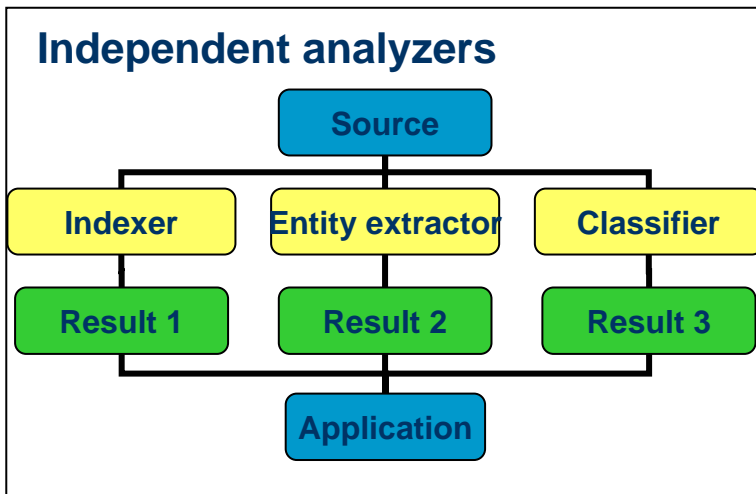 Independent analyzers
Source
Indexer
Entity extractor
Classifier
Result 1
Result 2
Result 3
Application